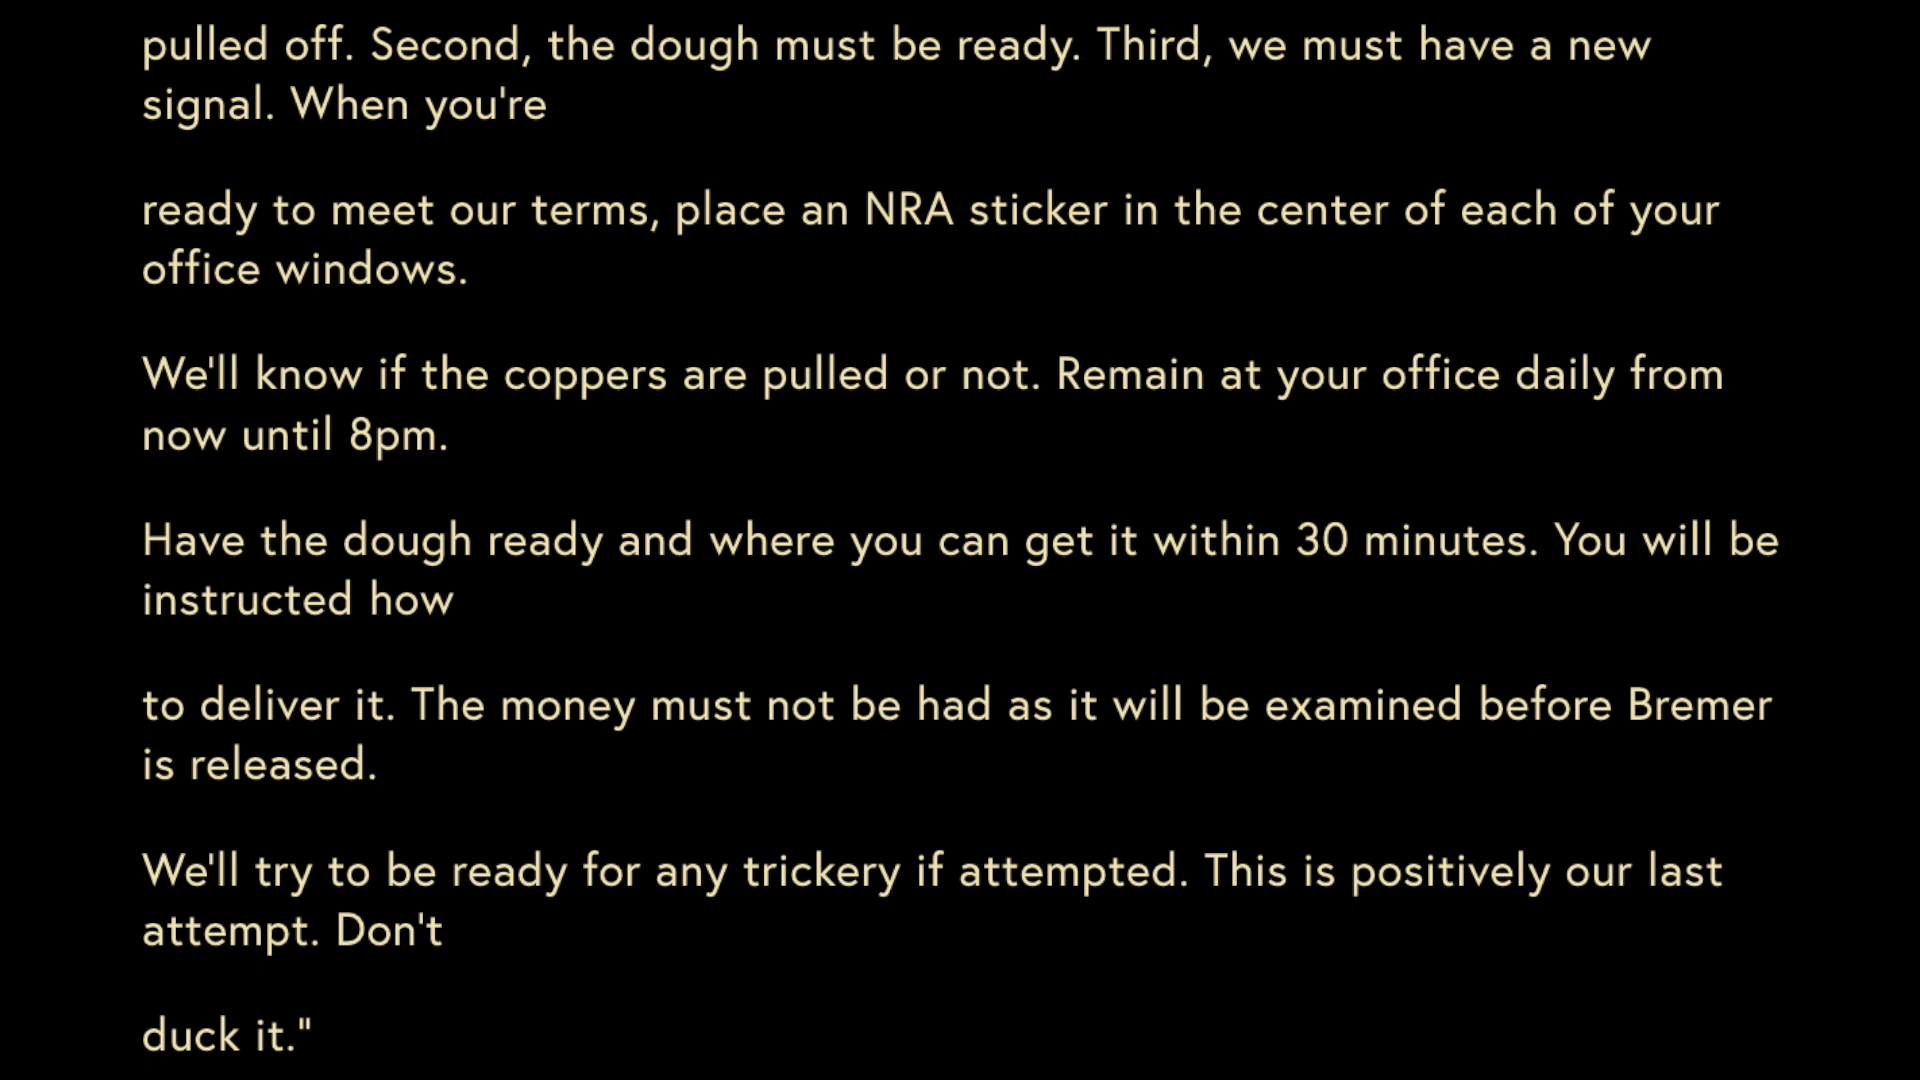 pulled off. Second, the dough must be ready. Third, we must have a new
signal. When you're
ready to meet our terms, place an NRA sticker in the center of each of your
office windows.
We'll know if the coppers are pulled or not. Remain at your office daily from
now until 8pm.
Have the dough ready and where you can get it within 30 minutes. You will be
instructed how
to deliver it. The money must not be had as it will be examined before Bremer
is released.
We'll try to be ready for any trickery if attempted. This is positively our last
attempt. Don't
duck it."